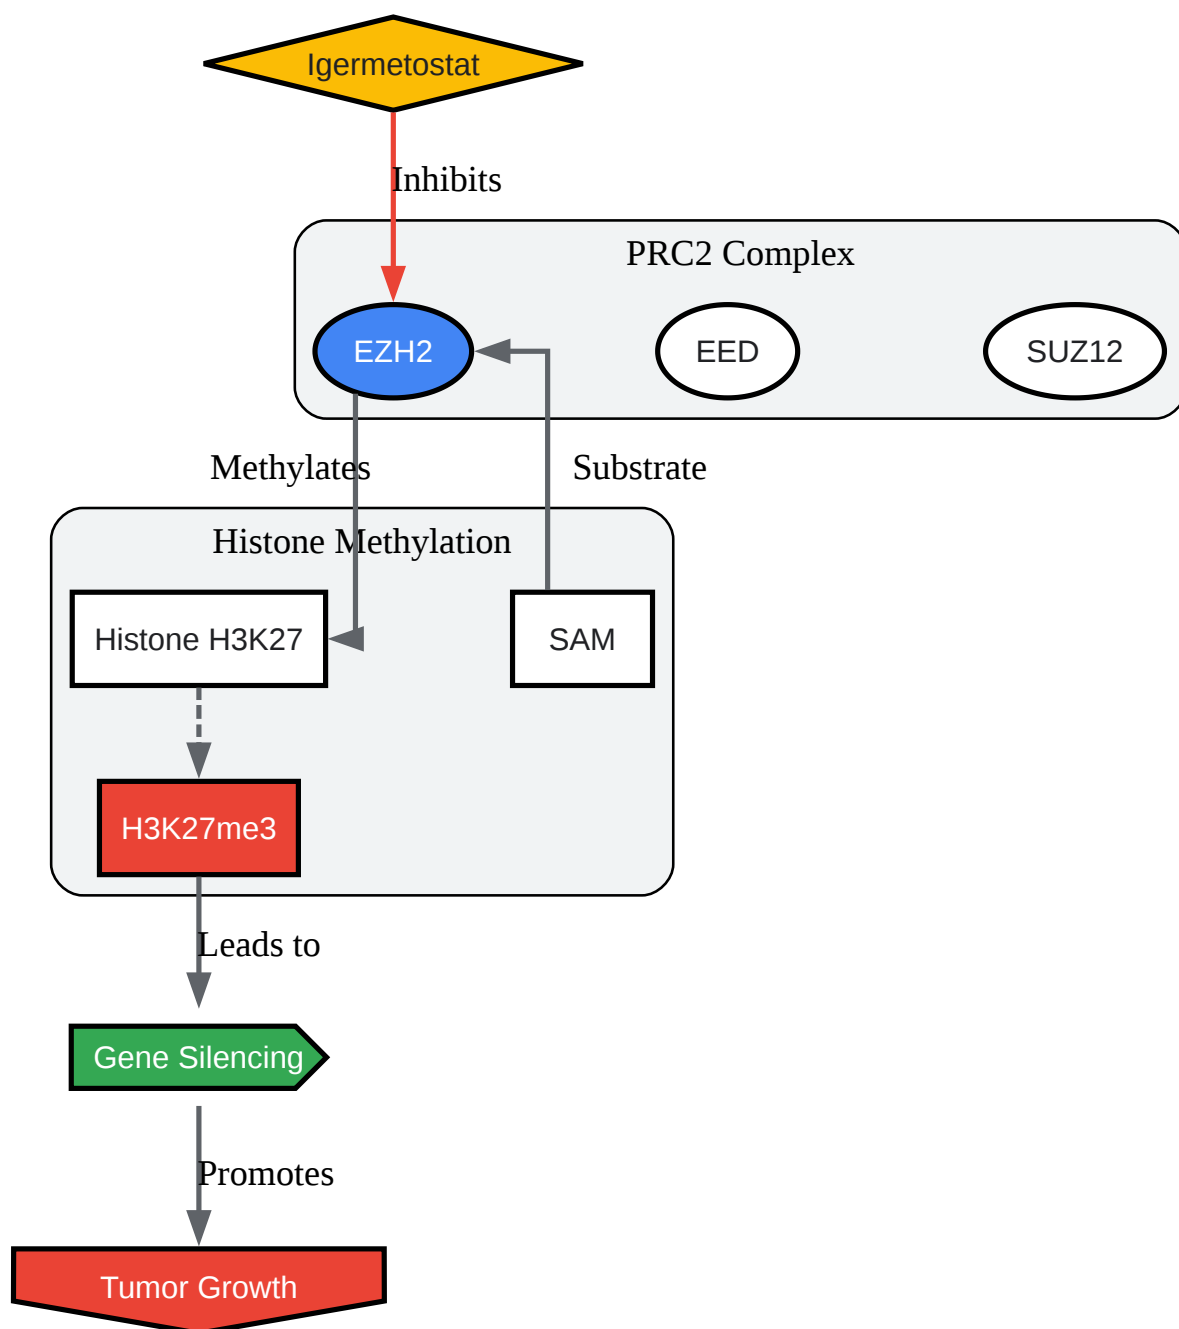 Igermetostat
Inhibits
PRC2 Complex
EZH2
EED
SUZ12
Methylates
Substrate
Histone Methylation
Histone H3K27
SAM
H3K27me3
Leads to
Gene Silencing
Promotes
Tumor Growth